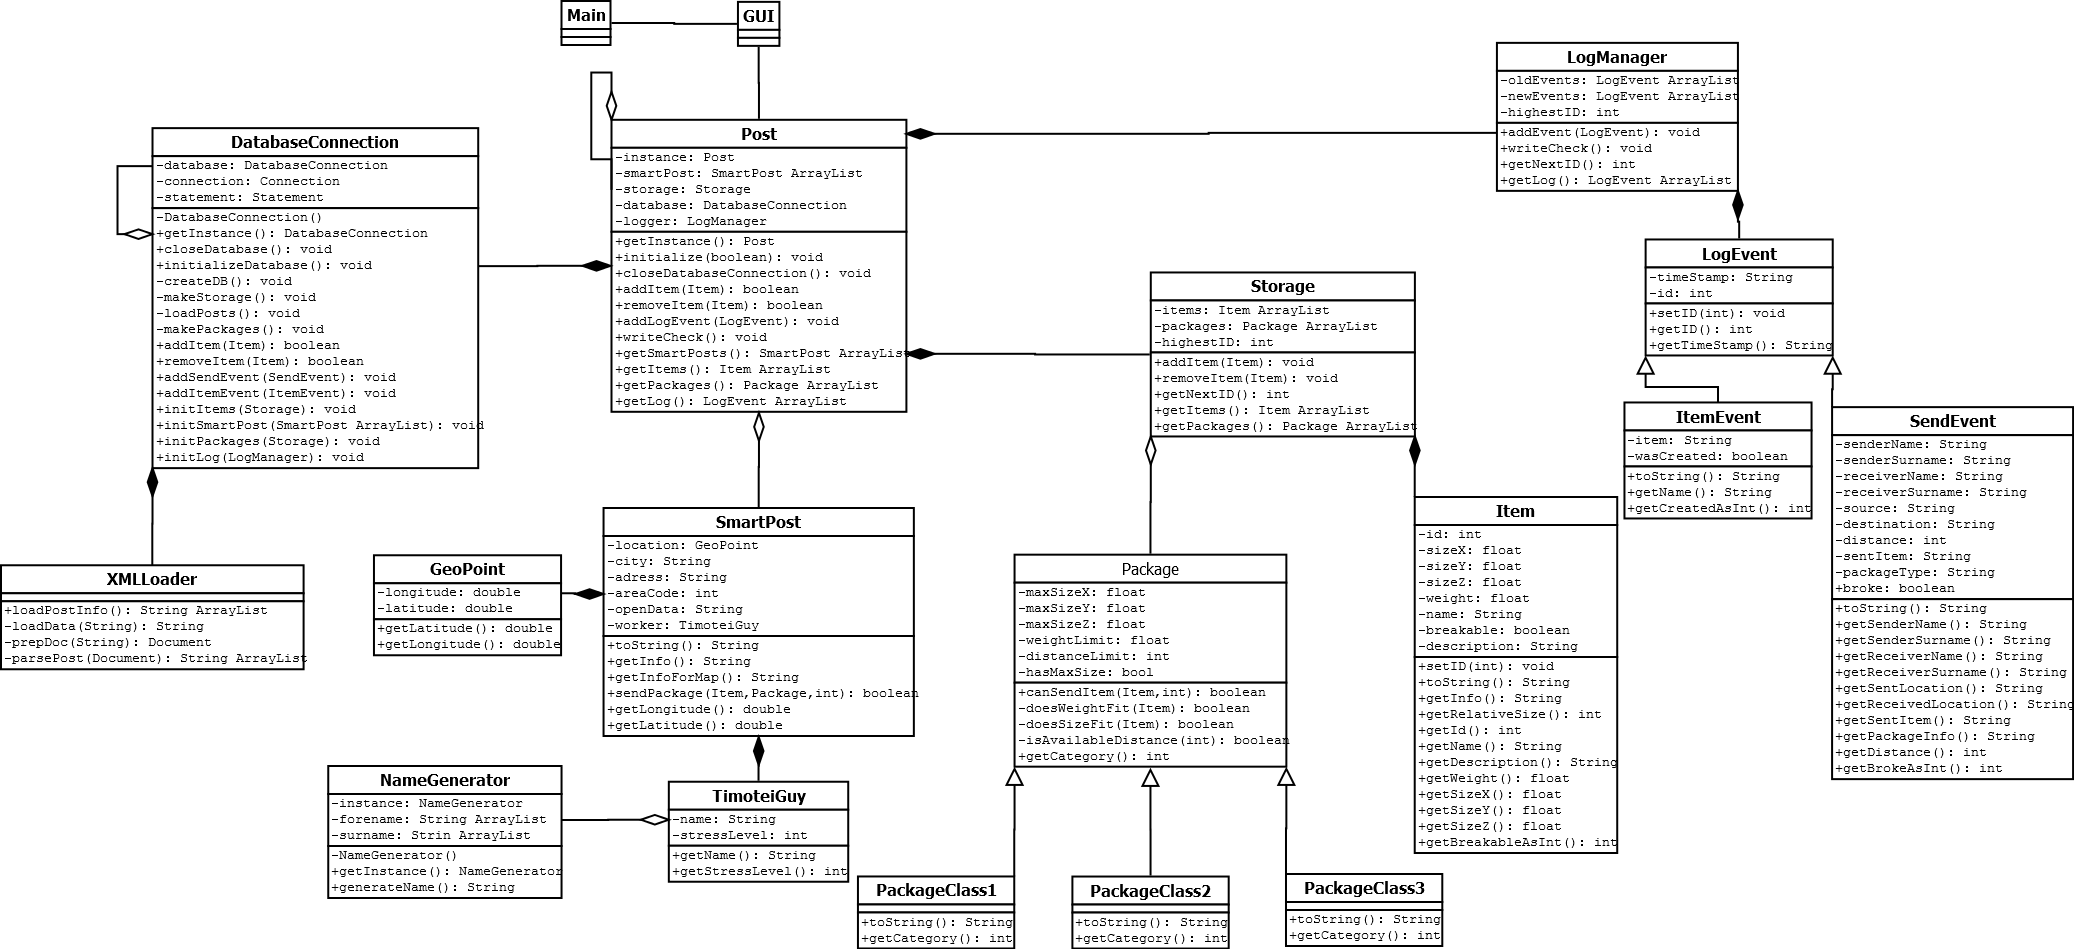 Main
GUI
LogManager
-oldEvents: LogEvent ArrayList
-newEvents: LogEvent ArrayList
-highestID: int
+addEvent(LogEvent): void
+writeCheck(): void
+getNextID(): int
+getLog(): LogEvent ArrayList
DatabaseConnection
-database: DatabaseConnection
-connection: Connection
-statement: Statement
-DatabaseConnection()
+getInstance(): DatabaseConnection
+closeDatabase(): void
+initializeDatabase(): void
-createDB(): void
-makeStorage(): void
-loadPosts(): void
-makePackages(): void
+addItem(Item): boolean
+removeItem(Item): boolean
+addSendEvent(SendEvent): void
+addItemEvent(ItemEvent): void
+initItems(Storage): void
+initSmartPost(SmartPost ArrayList): void
+initPackages(Storage): void
+initLog(LogManager): void
Post
-instance: Post
-smartPost: SmartPost ArrayList
-storage: Storage
-database: DatabaseConnection
-logger: LogManager
+getInstance(): Post
+initialize(boolean): void
+closeDatabaseConnection(): void
+addItem(Item): boolean
+removeItem(Item): boolean
+addLogEvent(LogEvent): void
+writeCheck(): void
+getSmartPosts(): SmartPost ArrayList
+getItems(): Item ArrayList
+getPackages(): Package ArrayList
+getLog(): LogEvent ArrayList
Storage
-items: Item ArrayList
-packages: Package ArrayList
-highestID: int
+addItem(Item): void
+removeItem(Item): void
+getNextID(): int
+getItems(): Item ArrayList
+getPackages(): Package ArrayList
LogEvent
-timeStamp: String
-id: int
+setID(int): void
+getID(): int
+getTimeStamp(): String
ItemEvent
-item: String
-wasCreated: boolean
+toString(): String
+getName(): String
+getCreatedAsInt(): int
SendEvent
-senderName: String
-senderSurname: String
-receiverName: String
-receiverSurname: String
-source: String
-destination: String
-distance: int
-sentItem: String
-packageType: String
+broke: boolean
+toString(): String
+getSenderName(): String
+getSenderSurname(): String
+getReceiverName(): String
+getReceiverSurname(): String
+getSentLocation(): String
+getReceivedLocation(): String
+getSentItem(): String
+getPackageInfo(): String
+getDistance(): int
+getBrokeAsInt(): int
XMLLoader
+loadPostInfo(): String ArrayList
-loadData(String): String
-prepDoc(String): Document
-parsePost(Document): String ArrayList
GeoPoint
-longitude: double
-latitude: double
+getLatitude(): double
+getLongitude(): double
SmartPost
-location: GeoPoint
-city: String
-adress: String
-areaCode: int
-openData: String
-worker: TimoteiGuy
+toString(): String
+getInfo(): String
+getInfoForMap(): String
+sendPackage(Item,Package,int): boolean
+getLongitude(): double
+getLatitude(): double
Package
-maxSizeX: float
-maxSizeY: float
-maxSizeZ: float
-weightLimit: float
-distanceLimit: int
-hasMaxSize: bool
+canSendItem(Item,int): boolean
-doesWeightFit(Item): boolean
-doesSizeFit(Item): boolean
-isAvailableDistance(int): boolean
+getCategory(): int
Item
-id: int
-sizeX: float
-sizeY: float
-sizeZ: float
-weight: float
-name: String
-breakable: boolean
-description: String
+setID(int): void
+toString(): String
+getInfo(): String
+getRelativeSize(): int
+getId(): int
+getName(): String
+getDescription(): String
+getWeight(): float
+getSizeX(): float
+getSizeY(): float
+getSizeZ(): float
+getBreakableAsInt(): int
NameGenerator
-instance: NameGenerator
-forename: String ArrayList
-surname: Strin ArrayList
-NameGenerator()
+getInstance(): NameGenerator
+generateName(): String
TimoteiGuy
-name: String
-stressLevel: int
+getName(): String
+getStressLevel(): int
PackageClass1
+toString(): String
+getCategory(): int
PackageClass2
+toString(): String
+getCategory(): int
PackageClass3
+toString(): String
+getCategory(): int